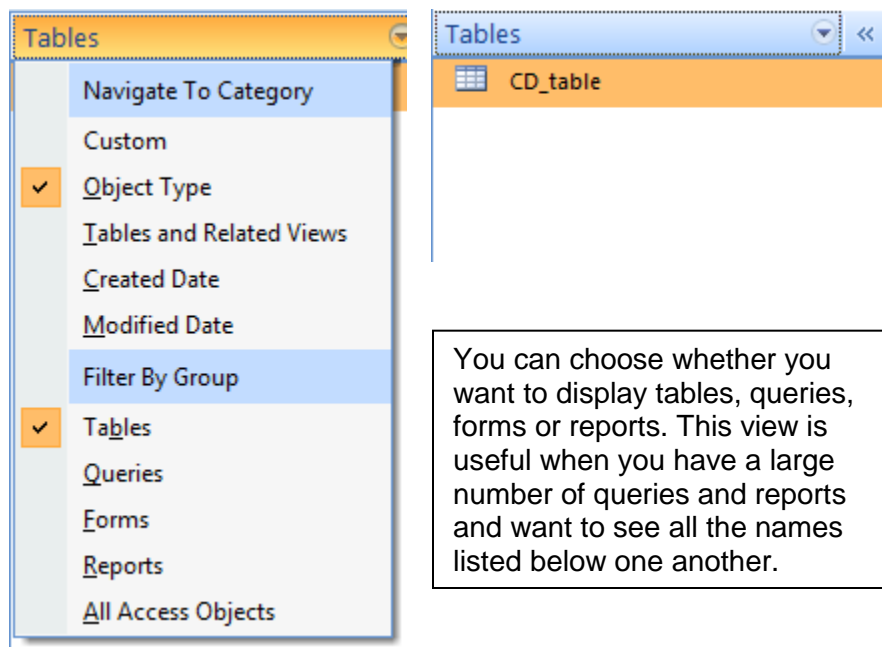 Tables
Navigate To Category
Custom
Object Type
Tables and Related Views
Created Date
Modified Date
Filter By Group
Tables
Queries
Forms
Reports
All Access Objects
Tables
CD_table
You can choose whether you
want to display tables, queries,
forms or reports. This view is
useful when you have a large
number of queries and reports
and want to see all the names
listed below one another.